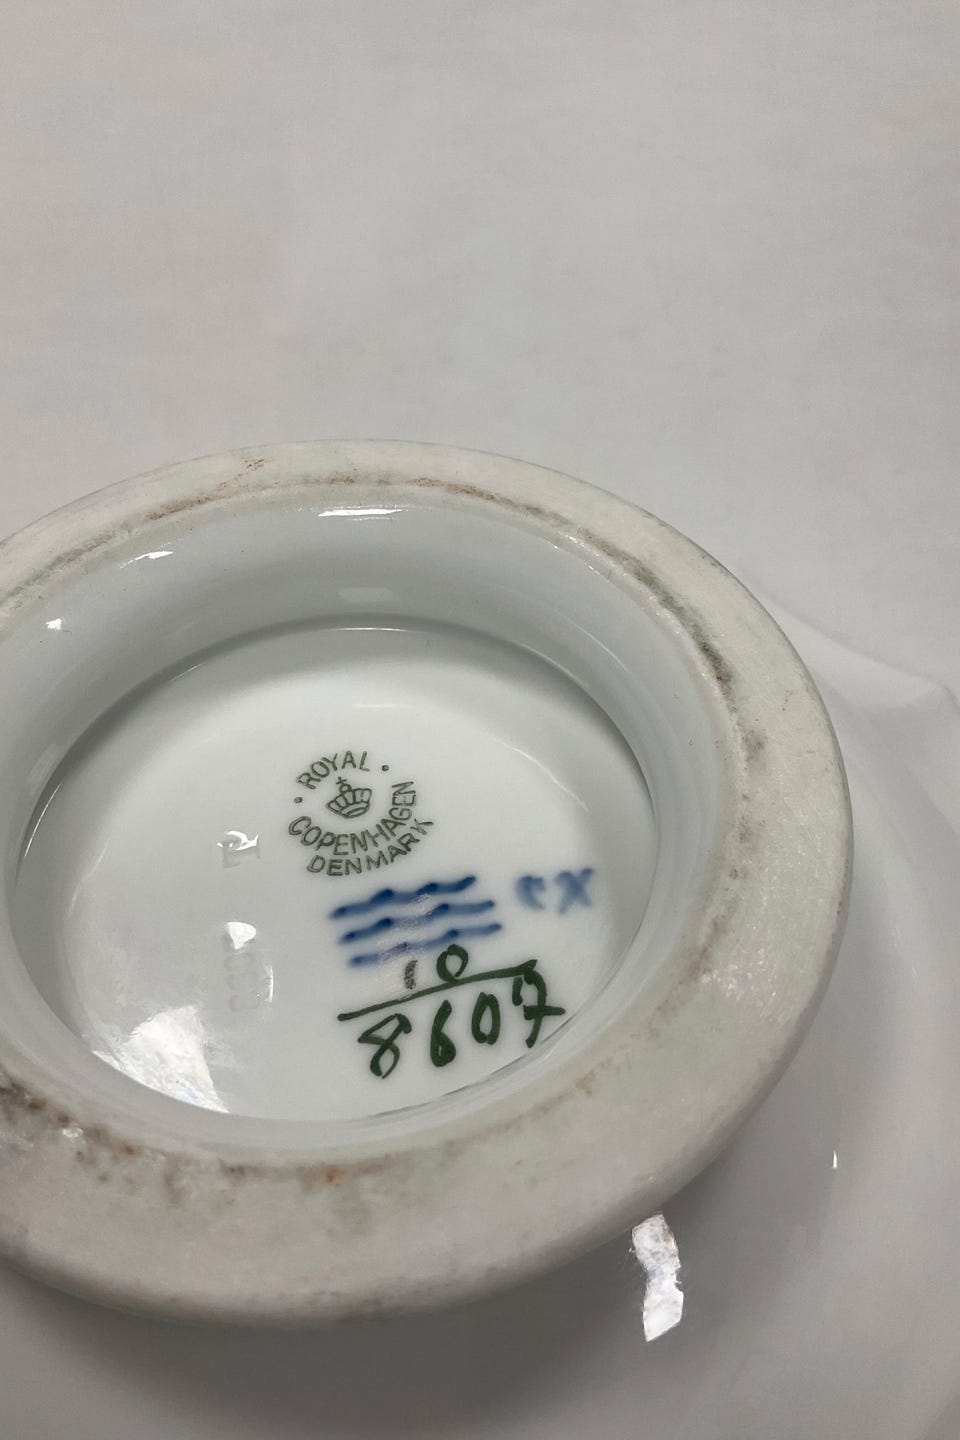 ROYAL
COPENHAGEN
DENMARK
10
8607